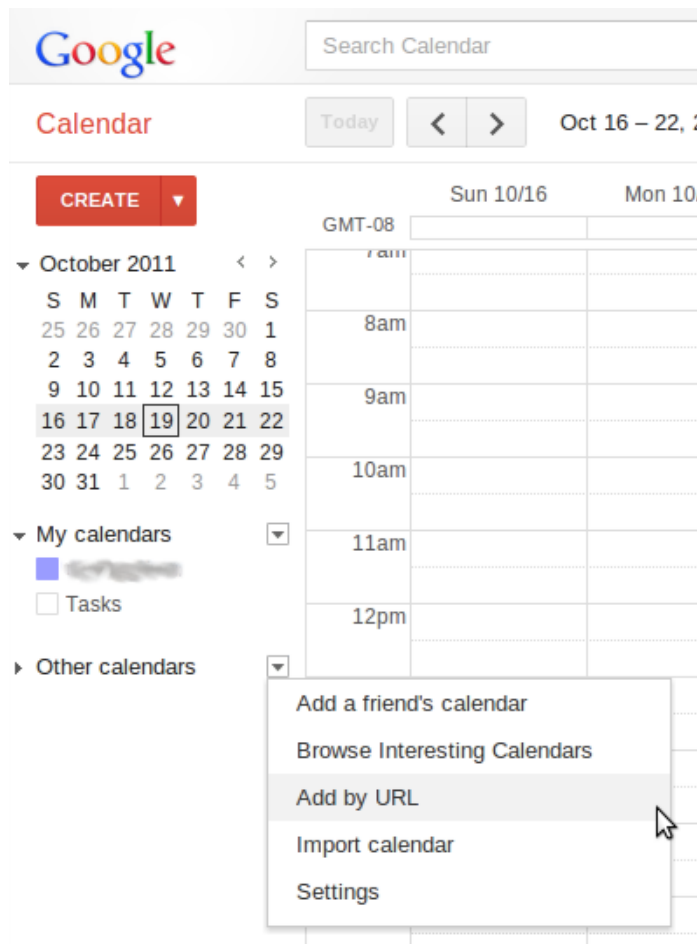 Google
Search Calendar
Calendar
Today
Oct 16 – 22,
CREATE
Sun 10/16
Mon 10/
GMT-08
October 2011
S M T W T F S
25 26 27 28 29 30 1
2 3 4 5 6 7 8
9 10 11 12 13 14 15
16 17 18 19 20 21 22
23 24 25 26 27 28 29
30 31 1 2 3 4 5
7am
8am
9am
10am
11am
12pm
My calendars
Tasks
Other calendars
Add a friend's calendar
Browse Interesting Calendars
Add by URL
Import calendar
Settings